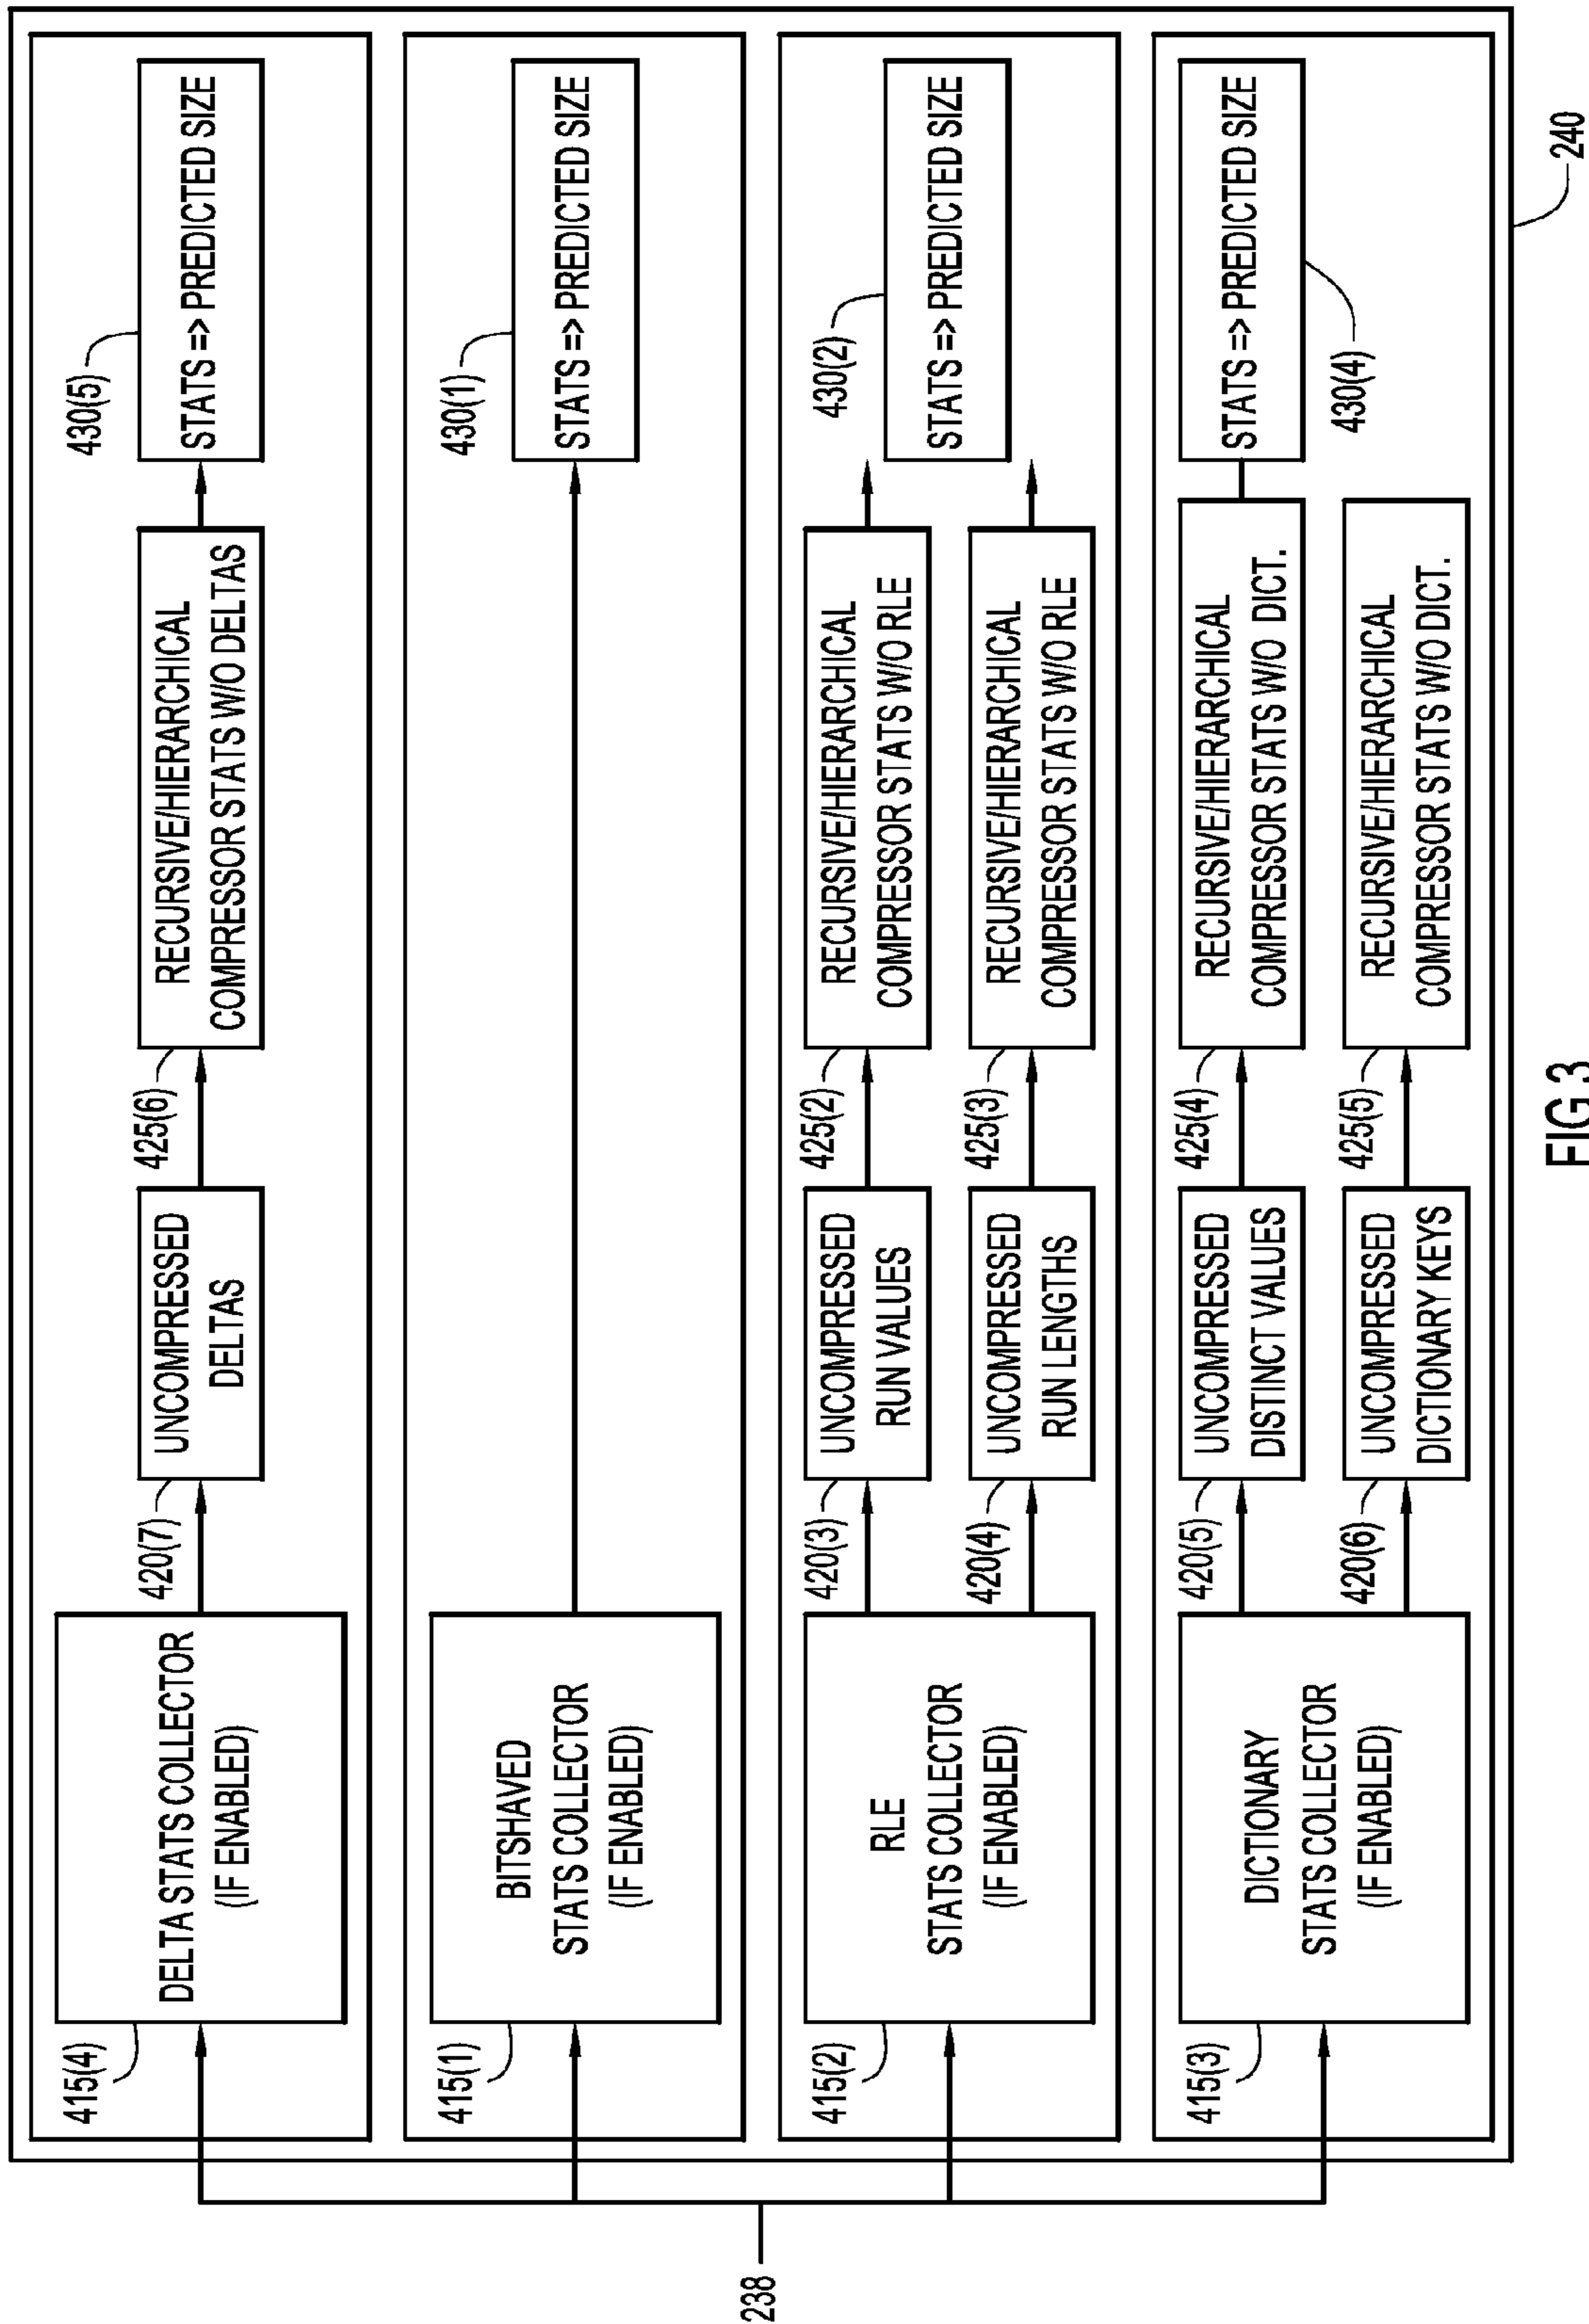 238
415(4)
DELTA STATS COLLECTOR
(IF ENABLED)
420(7)
UNCOMPRESSED
DELTAS
425(6)
RECURSIVE/HIERARCHICAL
COMPRESSOR STATS W/O DELTAS
430(5)
STATS => PREDICTED SIZE
415(1)
BITSHAVED
STATS COLLECTOR
(IF ENABLED)
430(1)
STATS => PREDICTED SIZE
415(2)
RLE
STATS COLLECTOR
(IF ENABLED)
420(3)
UNCOMPRESSED
RUN VALUES
425(2)
RECURSIVE/HIERARCHICAL
COMPRESSOR STATS W/O RLE
420(4)
UNCOMPRESSED
RUN LENGTHS
425(3)
RECURSIVE/HIERARCHICAL
COMPRESSOR STATS W/O RLE
430(2)
STATS => PREDICTED SIZE
415(3)
DICTIONARY
STATS COLLECTOR
(IF ENABLED)
420(5)
UNCOMPRESSED
DISTINCT VALUES
425(4)
RECURSIVE/HIERARCHICAL
COMPRESSOR STATS W/O DICT.
420(6)
UNCOMPRESSED
DICTIONARY KEYS
425(5)
RECURSIVE/HIERARCHICAL
COMPRESSOR STATS W/O DICT.
STATS => PREDICTED SIZE
430(4)
240
FIG.3